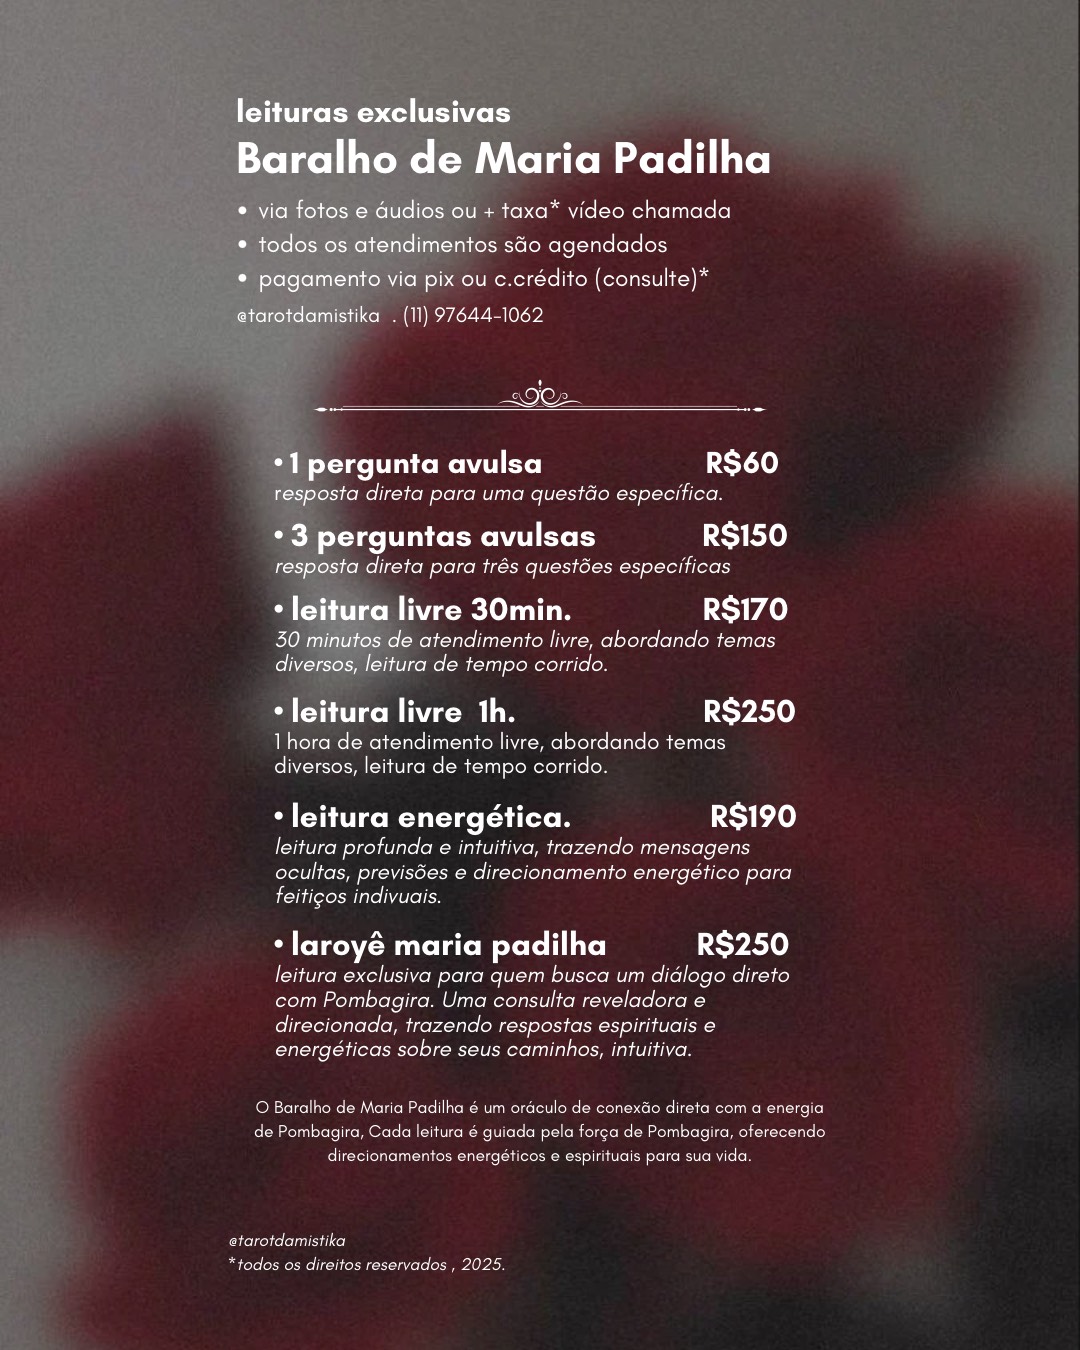 leituras exclusivas
Baralho de Maria Padilha
• via fotos e áudios ou + taxa* vídeo chamada
• todos os atendimentos são agendados
• pagamento via pix ou c.crédito (consulte)*
@tarotdamistika . (11) 97644-1062
• 1 pergunta avulsa R$60
resposta direta para uma questão específica.
• 3 perguntas avulsas R$150
resposta direta para três questões específicas
• leitura livre 30min. R$170
30 minutos de atendimento livre, abordando temas
diversos, leitura de tempo corrido.
• leitura livre 1h. R$250
1 hora de atendimento livre, abordando temas
diversos, leitura de tempo corrido.
• leitura energética. R$190
leitura profunda e intuitiva, trazendo mensagens
ocultas, previsões e direcionamento energético para
feitiços indivuais.
• laroyê maria padilha R$250
leitura exclusiva para quem busca um diálogo direto
com Pombagira. Uma consulta reveladora e
direcionada, trazendo respostas espirituais e
energéticas sobre seus caminhos, intuitiva.
O Baralho de Maria Padilha é um oráculo de conexão direta com a energia
de Pombagira, Cada leitura é guiada pela força de Pombagira, oferecendo
direcionamentos energéticos e espirituais para sua vida.
@tarotdamistika
*todos os direitos reservados , 2025.